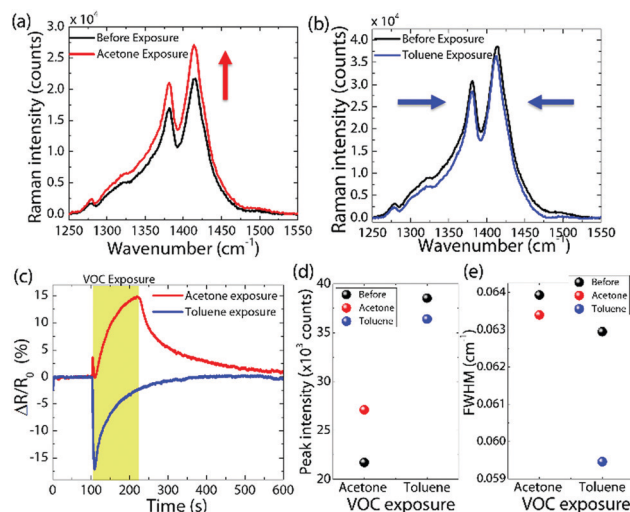 (a)
3.0 x 10⁶
Before Exposure
Acetone Exposure
2.5
2.0
1.5
1.0
0.5
0.0
Raman intensity (counts)
1250 1300 1350 1400 1450 1500 1550
Wavenumber (cm⁻¹)
(b)
x 10⁴
Before Exposure
Toluene Exposure
4.0
3.5
3.0
2.5
2.0
1.5
1.0
0.5
0.0
Raman intensity (counts)
1250 1300 1350 1400 1450 1500 1550
Wavenumber (cm⁻¹)
(c)
VOC Exposure
Acetone exposure
Toluene exposure
15
10
5
0
-5
-10
-15
ΔR/R₀ (%)
0 100 200 300 400 500 600
Time (s)
(d)
Before
Acetone
Toluene
40
35
30
25
20
Peak intensity (x10³ counts)
Acetone Toluene
VOC exposure
(e)
Before
Acetone
Toluene
0.064
0.063
0.060
0.059
FWHM (cm⁻¹)
Acetone Toluene
VOC exposure